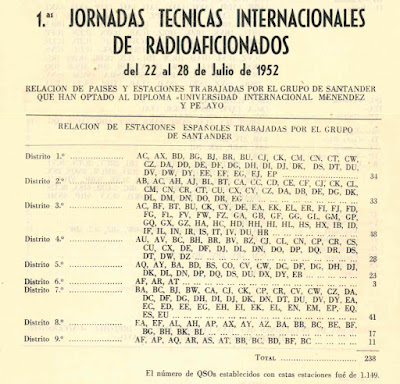 1.as JORNADAS TECNICAS INTERNACIONALES
DE RADIOAFICIONADOS
del 22 al 28 de Julio de 1952
RELACION DE PAISES Y ESTACIONES TRABAJADAS POR EL GRUPO DE SANTANDER
QUE HAN OPTADO AL DIPLOMA «UNIVERSIDAD INTERNACIONAL MENENDEZ
Y PELAYO
RELACION DE ESTACIONES ESPAÑOLES TRABAJADAS POR EL GRUPO
DE SANTANDER
Distrito 1.º ... AC, AX, BD, BG, BJ, BR, BU, CJ, CK, CM, CN, CT, CW,
CZ, DA, DD, DE, DF, DG, DH, DI, DJ, DK, DS, DT, DU,
DV, DW, DY, EE, EF, EG, EJ, EP ... 34
Distrito 2.º ... AB, AC, AH, AJ, BL, BT, CA, CC, CD, CE, CF, CJ, CK, CL,
CM, CN, CR, CT, CU, CX, CY, CZ, DA, DB, DE, DG, DK,
DL, DM, DN, DO, DR, EG ... 33
Distrito 3.º ... AC, BF, BT, BU, CK, CY, DE, EA, EK, EL, ER, FI, FJ, FD,
FG, FL, FV, FW, FZ, GA, GB, GF, GG, GL, GM, GP,
GQ, GX, GZ, HA, HC, HD, HH, HI, HL, HS, HX, IB, ID,
IF, IL, IN, IR, IS, IT, IV, DU, HR ... 48
Distrito 4.º ... AU, AV, BC, BH, BR, BV, BZ, CJ, CL, CN, CP, CR, CS,
CU, CX, DE, DF, DJ, DL, DN, DO, DP, DQ, DR, DS,
DT, DW, DZ ... 28
Distrito 5.º ... AQ, AY, BA, BD, BS, CO, CV, CW, DC, DF, DG, DH, DJ,
DK, DL, DN, DP, DQ, DS, DU, DX, DY, EB ... 23
Distrito 6.º ... AF, AR, AT ... 3
Distrito 7.º ... BA, BC, BJ, BW, CA, CJ, CK, CP, CR, CV, CW, CZ, DA,
DC, DF, DG, DH, DI, DJ, DK, DN, DT, DU, DV, DY, EA,
EC, ED, EE, EG, EH, EI, EK, EL, EN, EM, EP, EQ,
ES, EU ... 41
Distrito 8.º ... EA, EF, AL, AH, AP, AX, AY, AZ, BA, BB, BC, BE, BF,
BG, BH, BK, BL ... 17
Distrito 9.º ... AF, AP, AQ, AR, AS, AT, BB, BC, BD, BF, BC ... 11
TOTAL ... 238
El número de QSOs establecidos con estas estaciones fué de 1.149.